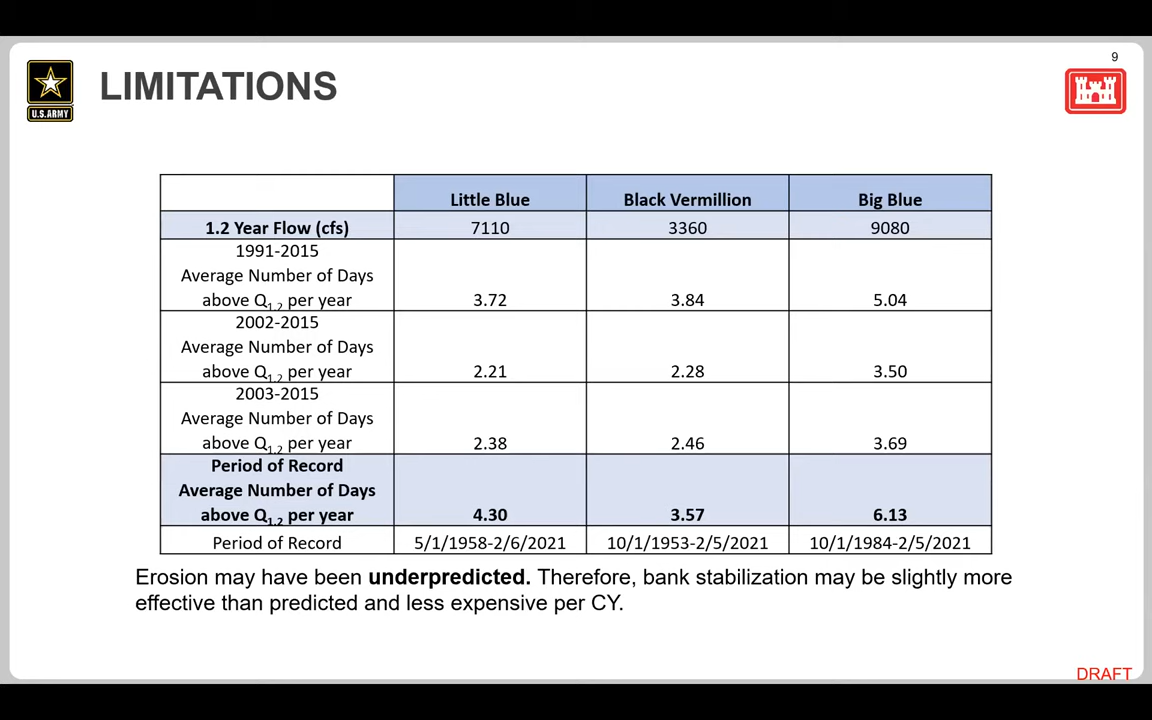 9
LIMITATIONS
U.S.ARMY
Little Blue Black Vermillion Big Blue
1.2 Year Flow (cfs) 7110 3360 9080
1991-2015
Average Number of Days
above Q1.2 per year 3.72 3.84 5.04
2002-2015
Average Number of Days
above Q1.2 per year 2.21 2.28 3.50
2003-2015
Average Number of Days
above Q1.2 per year 2.38 2.46 3.69
Period of Record
Average Number of Days
above Q1.2 per year 4.30 3.57 6.13
Period of Record 5/1/1958-2/6/2021 10/1/1953-2/5/2021 10/1/1984-2/5/2021
Erosion may have been underpredicted. Therefore, bank stabilization may be slightly more
effective than predicted and less expensive per CY.
DRAFT